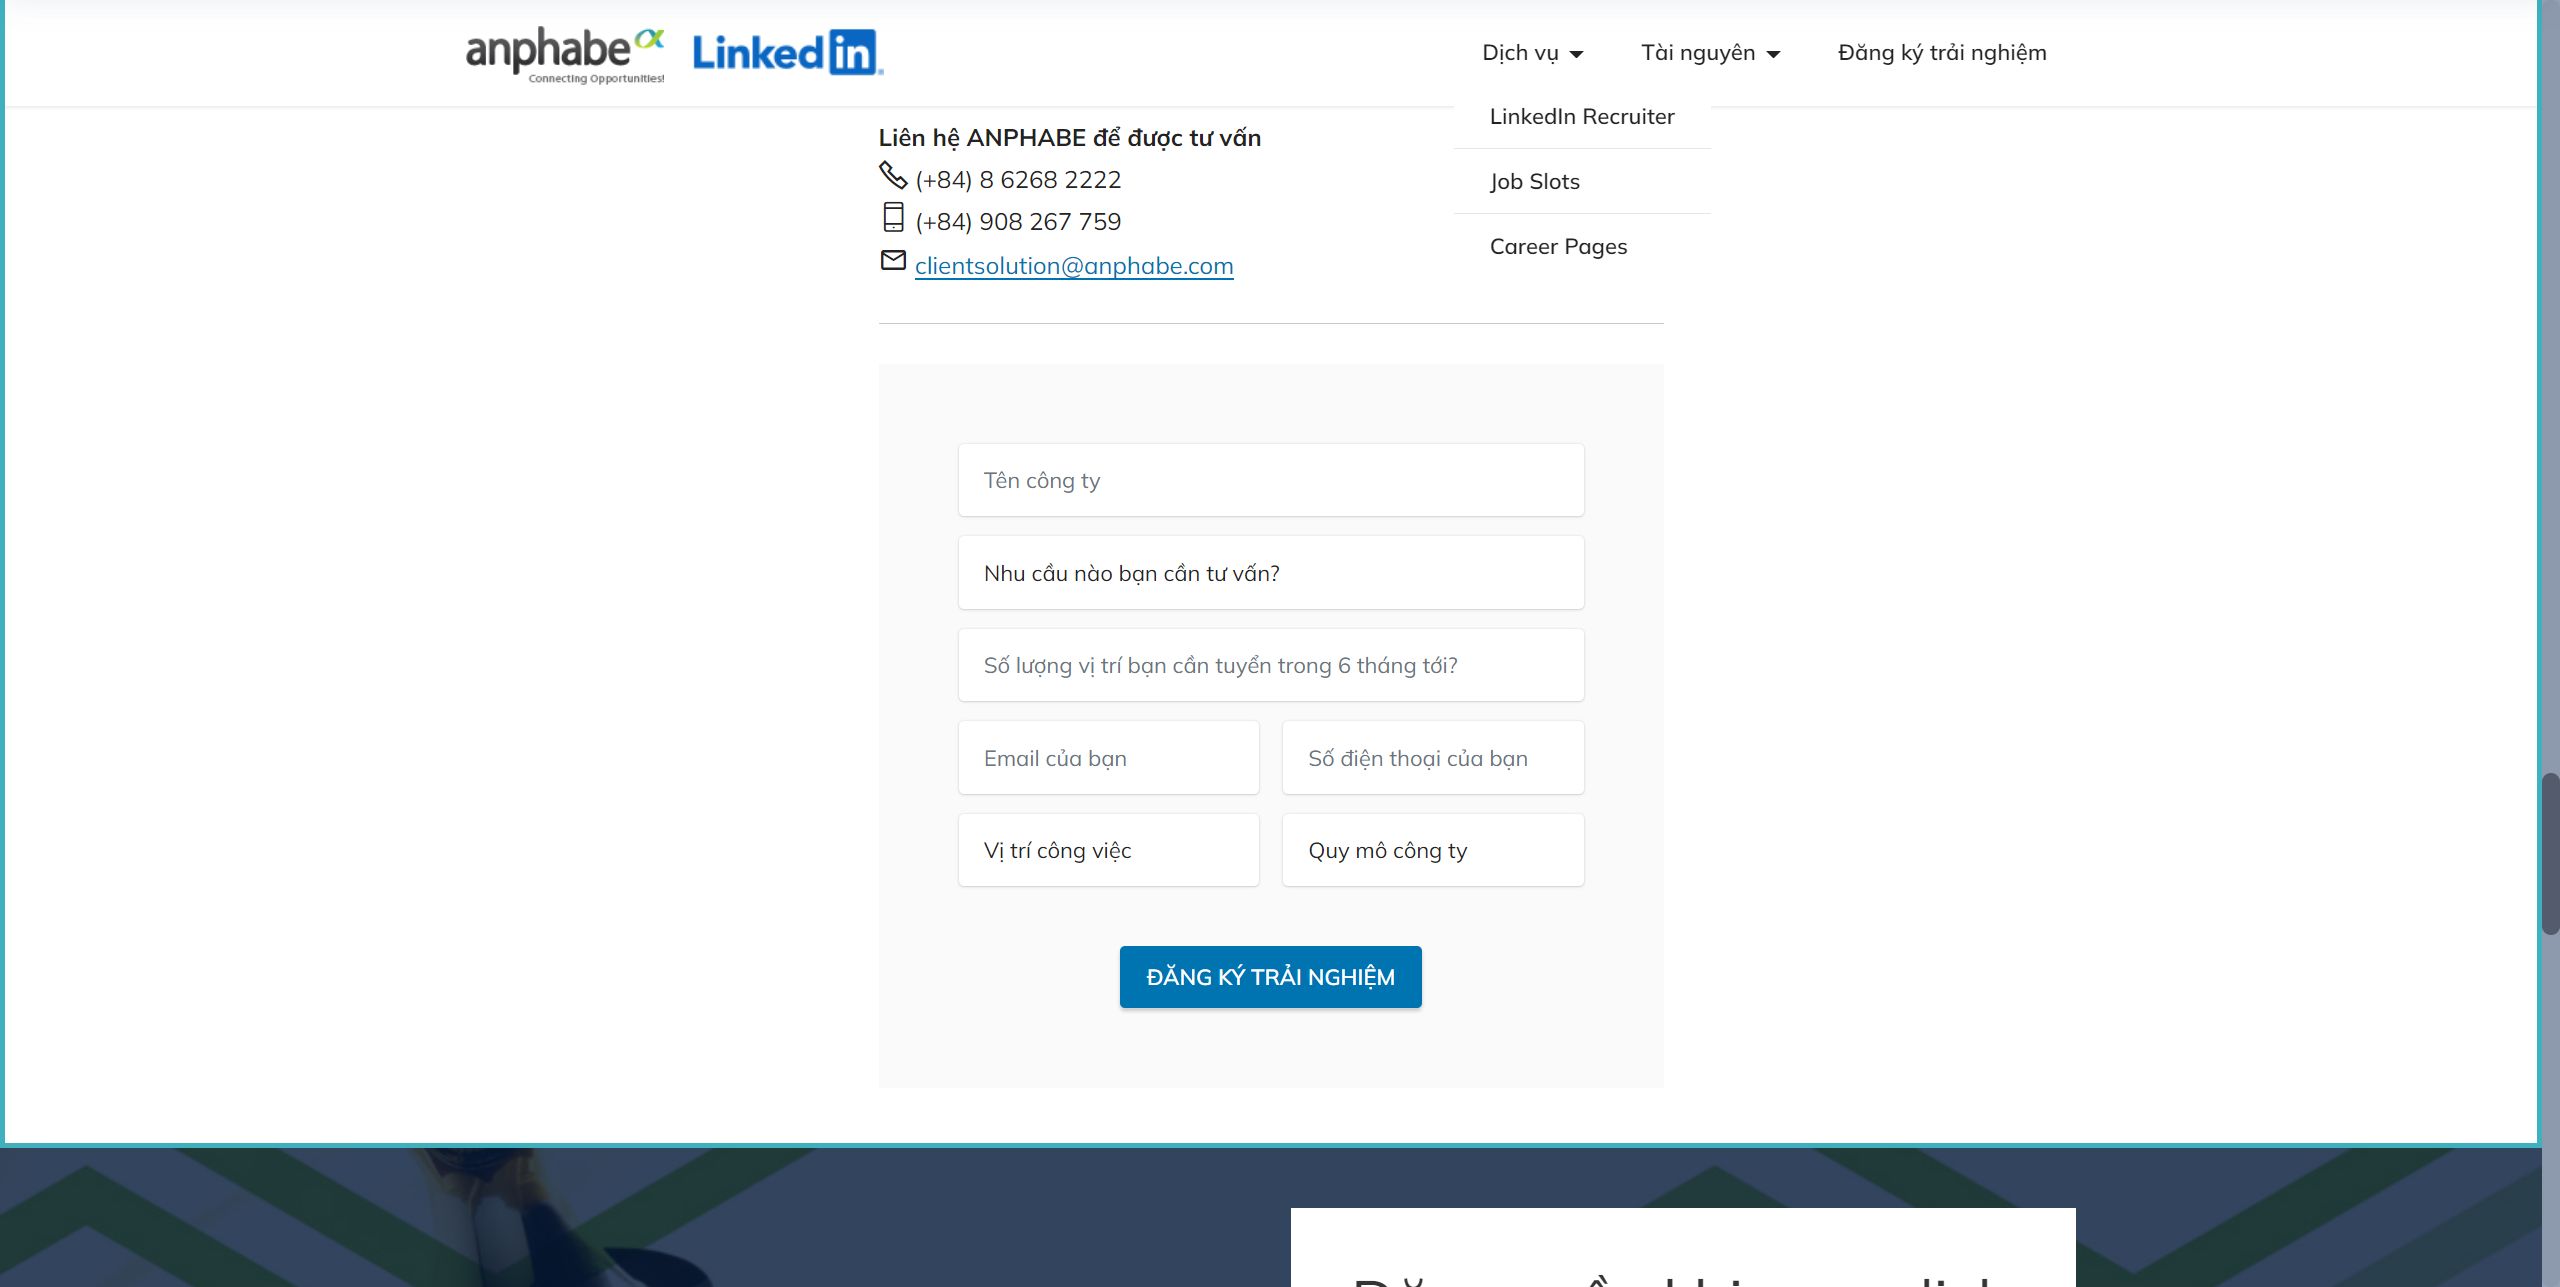 anphabe
Connecting Opportunities!
Linked in
Dịch vụ
Tài nguyên
Đăng ký trải nghiệm
LinkedIn Recruiter
Job Slots
Career Pages
Liên hệ ANPHABE để được tư vấn
(+84) 8 6268 2222
(+84) 908 267 759
clientsolution@anphabe.com
Tên công ty
Nhu cầu nào bạn cần tư vấn?
Số lượng vị trí bạn cần tuyển trong 6 tháng tới?
Email của bạn
Số điện thoại của bạn
Vị trí công việc
Quy mô công ty
ĐĂNG KÝ TRẢI NGHIỆM